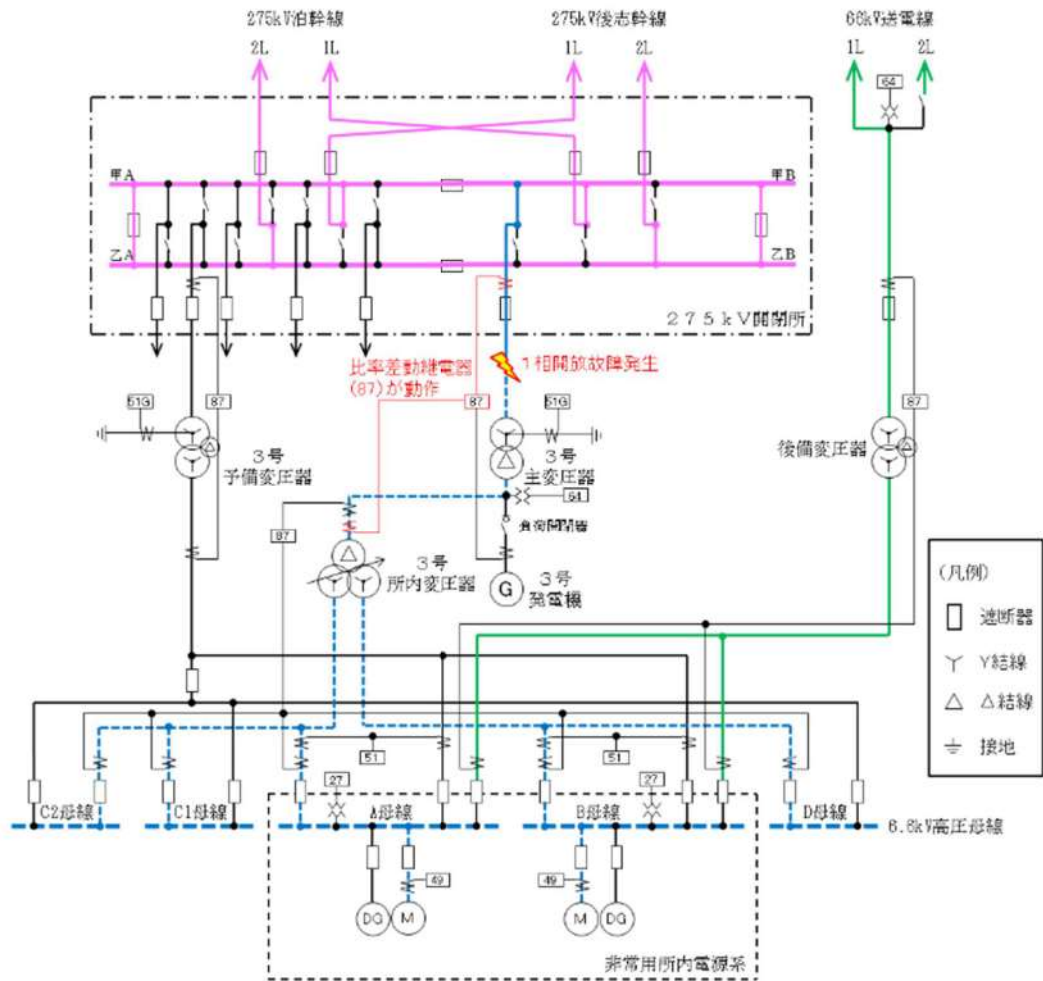 275kV泊幹線
275kV後志幹線
66kV送電線
2L
1L
1L
2L
1L
2L
64
甲A
甲B
乙A
乙B
275kV開閉所
比率差動継電器
(87)が動作
1相開放故障発生
51G
87
87
51G
87
3号
予備変圧器
3号
主変圧器
後備変圧器
64
負荷開閉器
87
3号
所内変圧器
G
3号
発電機
(凡例)
遮断器
Y結線
△結線
接地
51
51
27
27
C2母線
C1母線
A母線
B母線
D母線
6.6kV高圧母線
49
49
DG
M
M
DG
非常用所内電源系